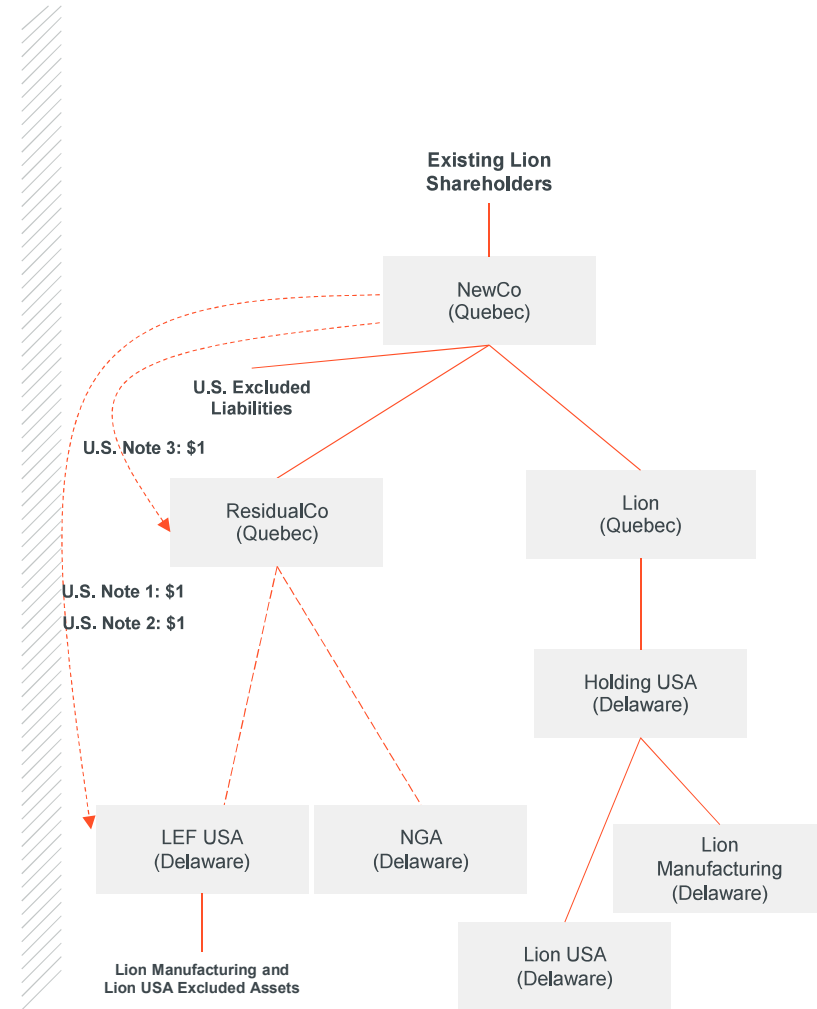 Existing Lion
Shareholders
NewCo
(Quebec)
U.S. Excluded
Liabilities
U.S. Note 3: $1
ResidualCo
(Quebec)
Lion
(Quebec)
U.S. Note 1: $1
U.S. Note 2: $1
Holding USA
(Delaware)
LEF USA
(Delaware)
NGA
(Delaware)
Lion
Manufacturing
(Delaware)
Lion USA
(Delaware)
Lion Manufacturing and
Lion USA Excluded Assets